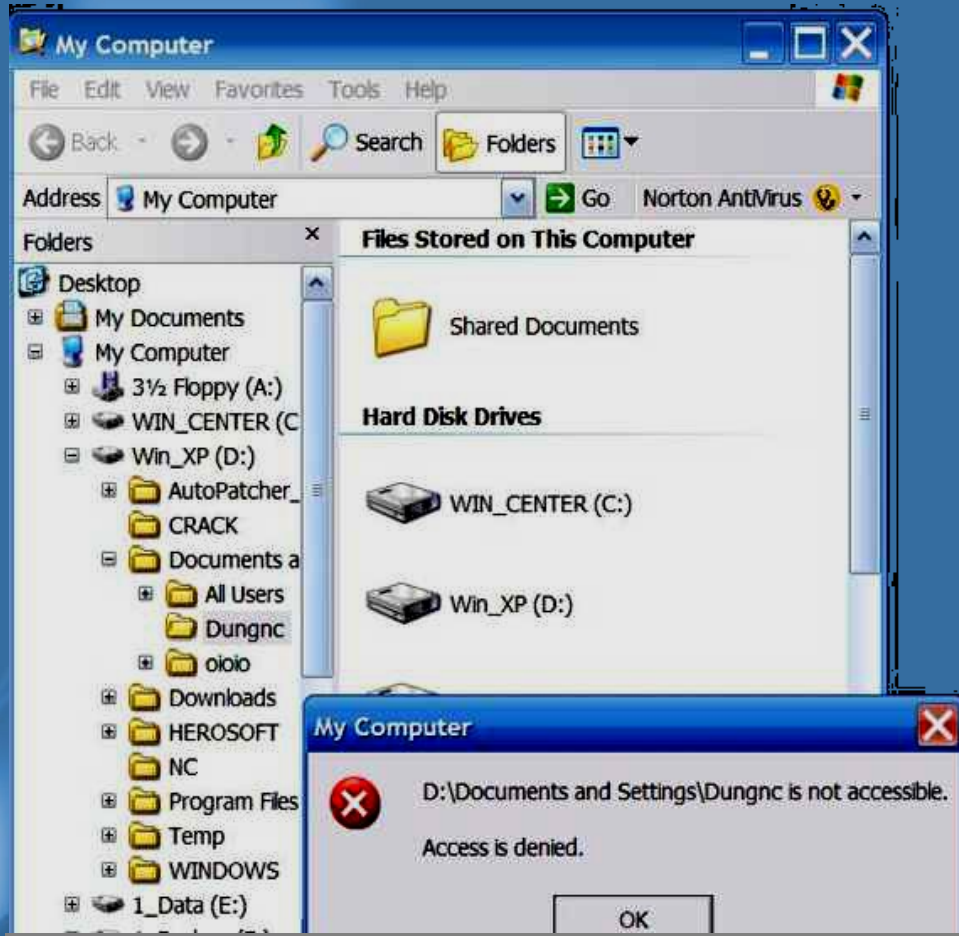 My Computer
File Edit View Favorites Tools Help
Back Search Folders
Address My Computer Go Norton AntiVirus
Folders
Desktop
My Documents
My Computer
3½ Floppy (A:)
WIN_CENTER (C
Win_XP (D:)
AutoPatcher_
CRACK
Documents a
All Users
Dungnc
oioio
Downloads
HEROSOFT
NC
Program Files
Temp
WINDOWS
1_Data (E:)
Files Stored on This Computer
Shared Documents
Hard Disk Drives
WIN_CENTER (C:)
Win_XP (D:)
My Computer
D:\Documents and Settings\Dungnc is not accessible.
Access is denied.
OK